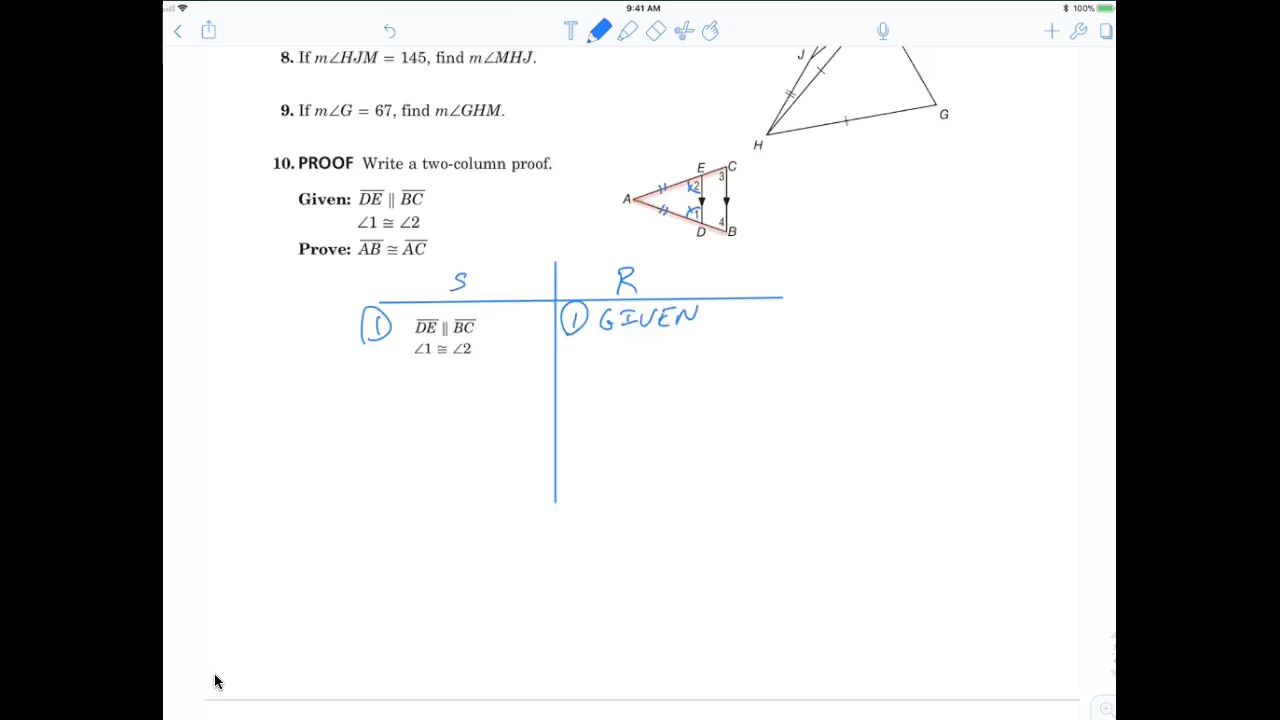 9:41 AM
100%
T
8. If m∠HJM = 145, find m∠MHJ.
J
9. If m∠G = 67, find m∠GHM.
G
H
10. PROOF Write a two-column proof.
E C
2 3
Given: DE ∥ BC
A
∠1 ≅ ∠2
1 4
D B
Prove: AB ≅ AC
S R
① DE ∥ BC ① GIVEN
∠1 ≅ ∠2